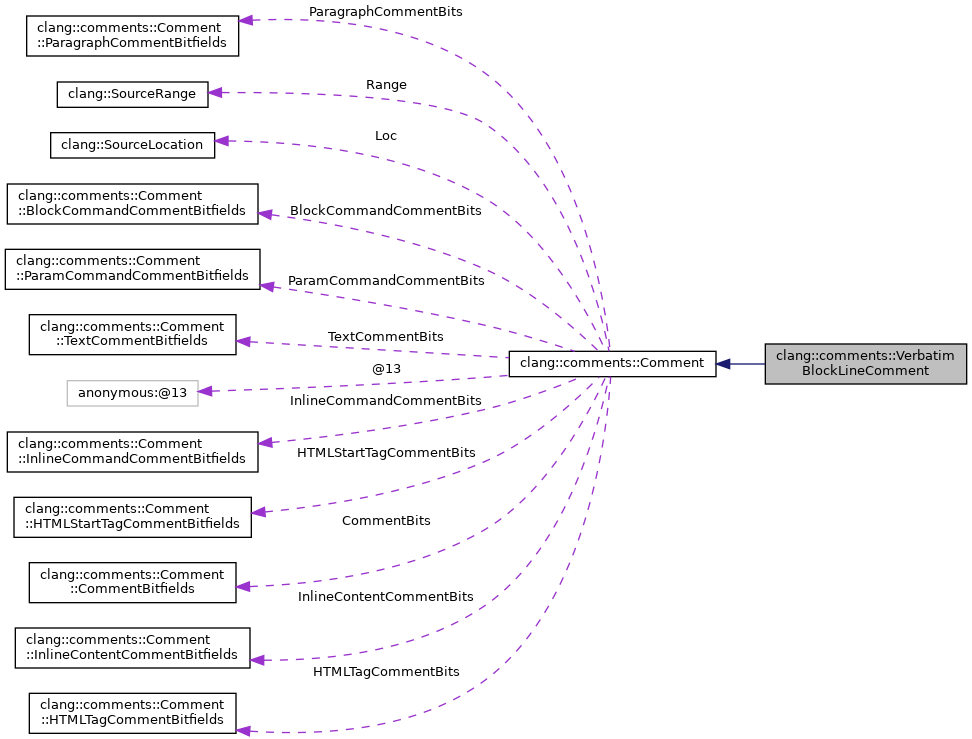 ParagraphCommentBits
clang::comments::Comment
::ParagraphCommentBitfields
Range
clang::SourceRange
Loc
clang::SourceLocation
clang::comments::Comment
::BlockCommandCommentBitfields
BlockCommandCommentBits
clang::comments::Comment
::ParamCommandCommentBitfields
ParamCommandCommentBits
clang::comments::Comment
::TextCommentBitfields
TextCommentBits
clang::comments::Comment
clang::comments::Verbatim
BlockLineComment
@13
anonymous:@13
InlineCommandCommentBits
clang::comments::Comment
::InlineCommandCommentBitfields
HTMLStartTagCommentBits
clang::comments::Comment
::HTMLStartTagCommentBitfields
CommentBits
clang::comments::Comment
::CommentBitfields
InlineContentCommentBits
clang::comments::Comment
::InlineContentCommentBitfields
HTMLTagCommentBits
clang::comments::Comment
::HTMLTagCommentBitfields